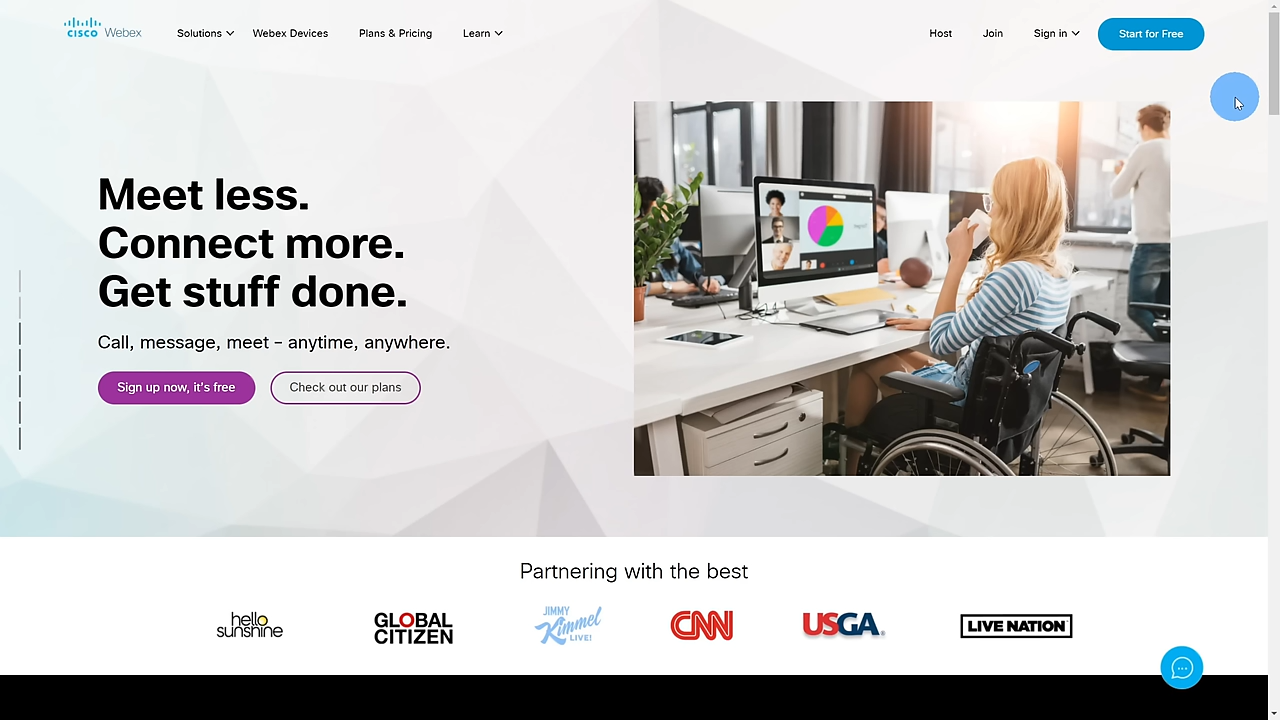 CISCO Webex
Solutions
Webex Devices
Plans & Pricing
Learn
Host
Join
Sign in
Start for Free
Meet less.
Connect more.
Get stuff done.
Call, message, meet – anytime, anywhere.
Sign up now, it's free
Check out our plans
Partnering with the best
hello
sunshine
GLOBAL
CITIZEN
JIMMY
Kimmel
LIVE!
CNN
USGA®
LIVE NATION